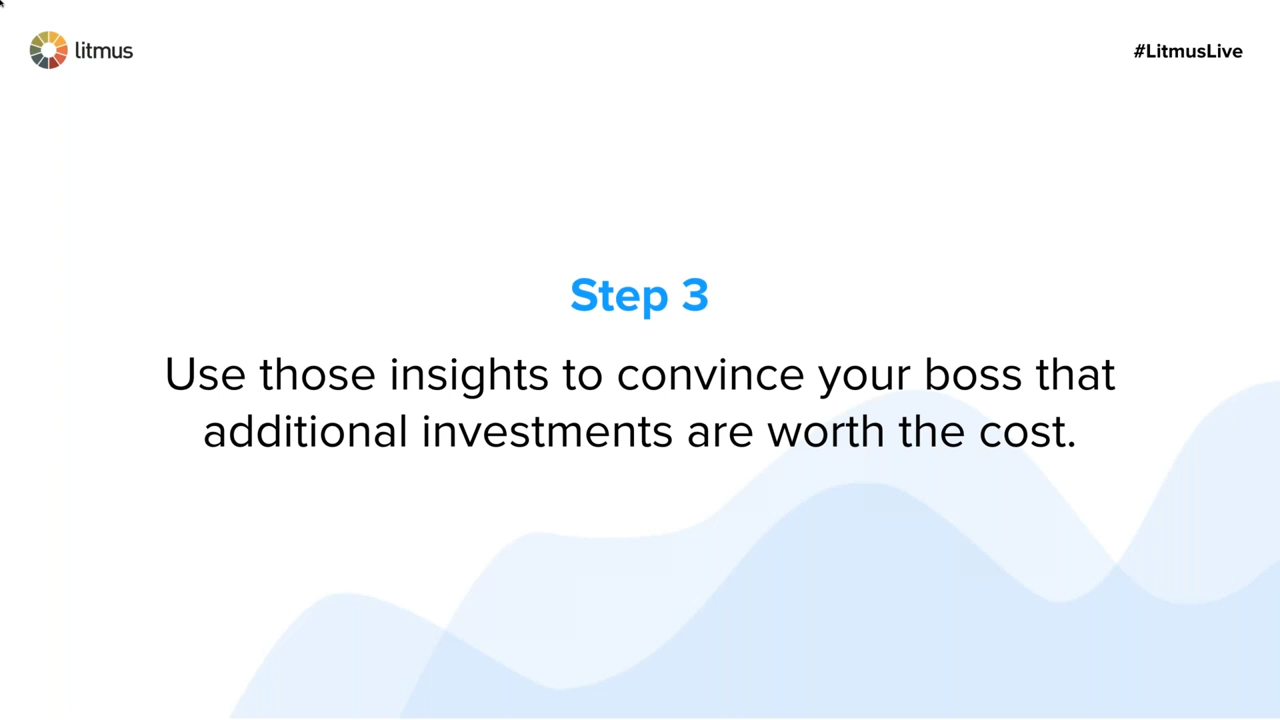 litmus
#LitmusLive
Step 3
Use those insights to convince your boss that
additional investments are worth the cost.